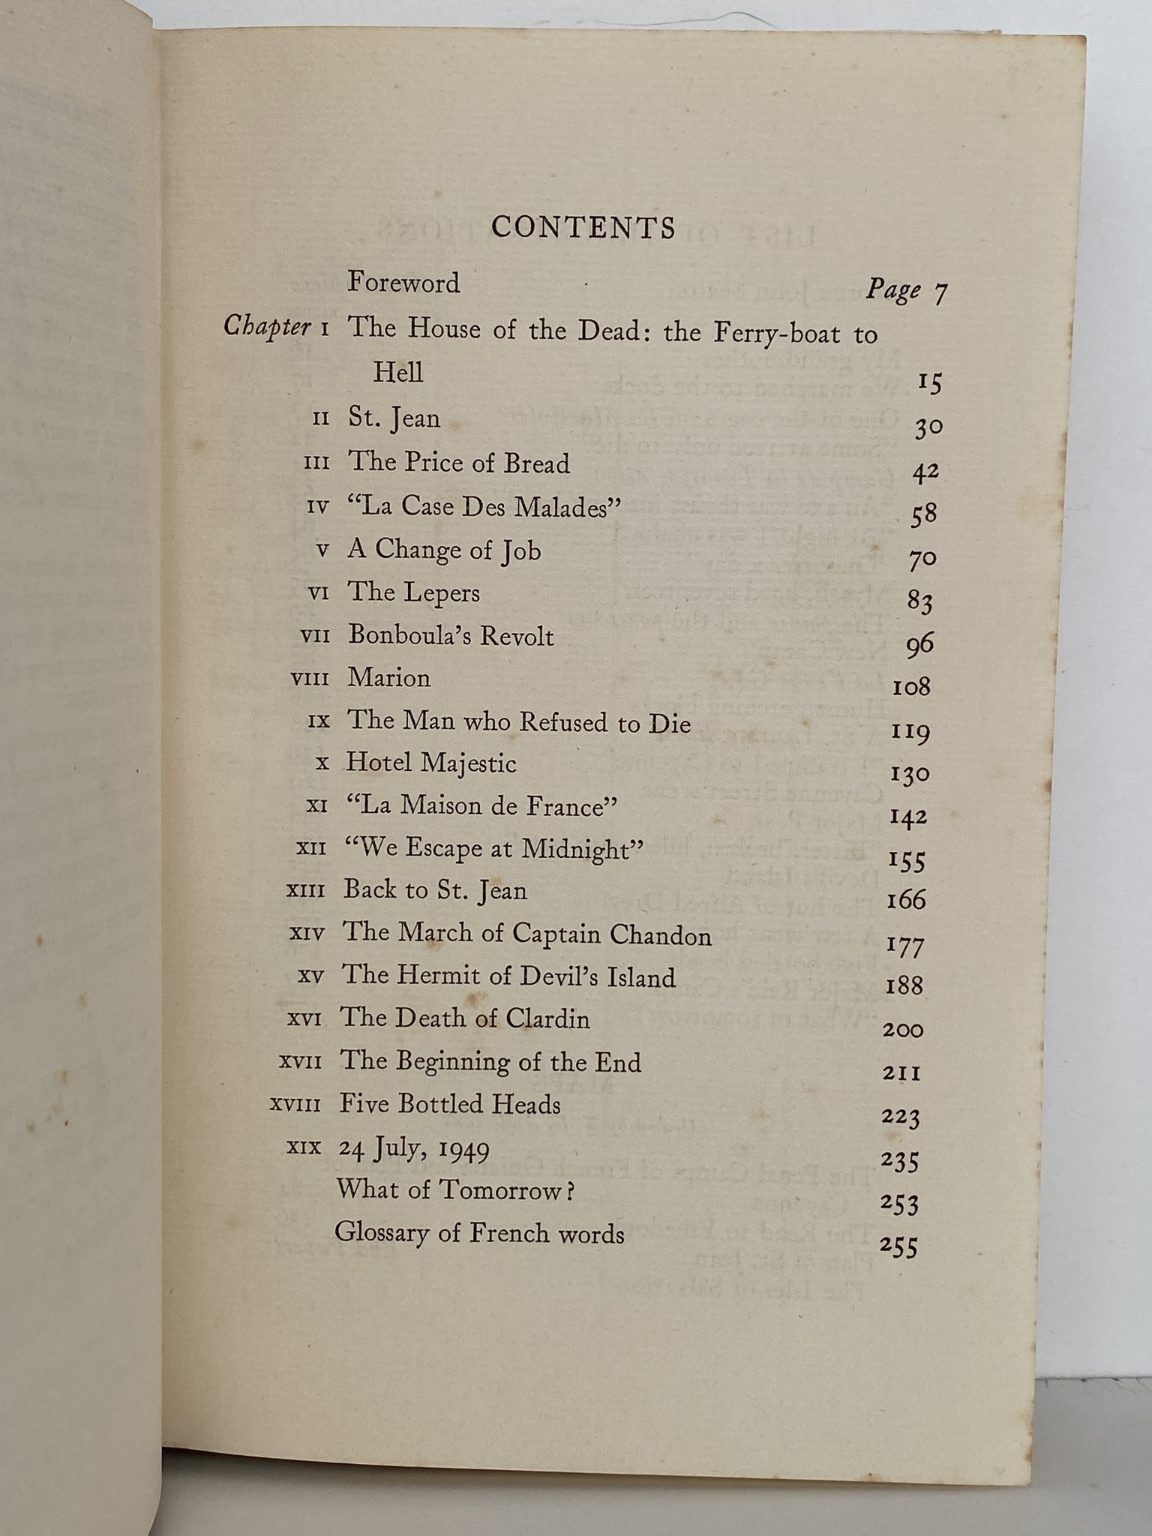 CONTENTS
Foreword Page 7
Chapter I The House of the Dead: the Ferry-boat to
Hell 15
II St. Jean 30
III The Price of Bread 42
IV “La Case Des Malades” 58
V A Change of Job 70
VI The Lepers 83
VII Bonboula’s Revolt 96
VIII Marion 108
IX The Man who Refused to Die 119
X Hotel Majestic 130
XI “La Maison de France” 142
XII “We Escape at Midnight” 155
XIII Back to St. Jean 166
XIV The March of Captain Chandon 177
XV The Hermit of Devil’s Island 188
XVI The Death of Clardin 200
XVII The Beginning of the End 211
XVIII Five Bottled Heads 223
XIX 24 July, 1949 235
What of Tomorrow? 253
Glossary of French words 255